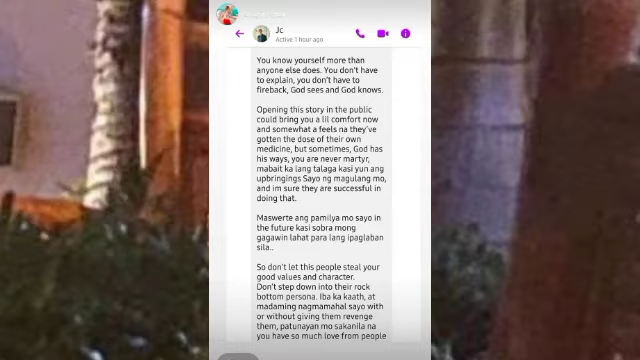 Jc
Active 1 hour ago
You know yourself more than
anyone else does. You don't have
to explain, you don't have to
fireback, God sees and God knows.
Opening this story in the public
could bring you a lil comfort now
and somewhat a feels na they've
gotten the dose of their own
medicine, but sometimes, God has
his ways, you are never martyr,
mabait ka lang talaga kasi yun ang
upbringings Sayo ng magulang mo,
and im sure they are successful in
doing that.
Maswerte ang pamilya mo sayo in
the future kasi sobra mong
gagawin lahat para lang ipaglaban
sila..
So don't let this people steal your
good values and character.
Don't step down into their rock
bottom persona. Iba ka kaath, at
madaming nagmamahal sayo with
or without giving them revenge
them, patunayan mo sakanila na
you have so much love from people